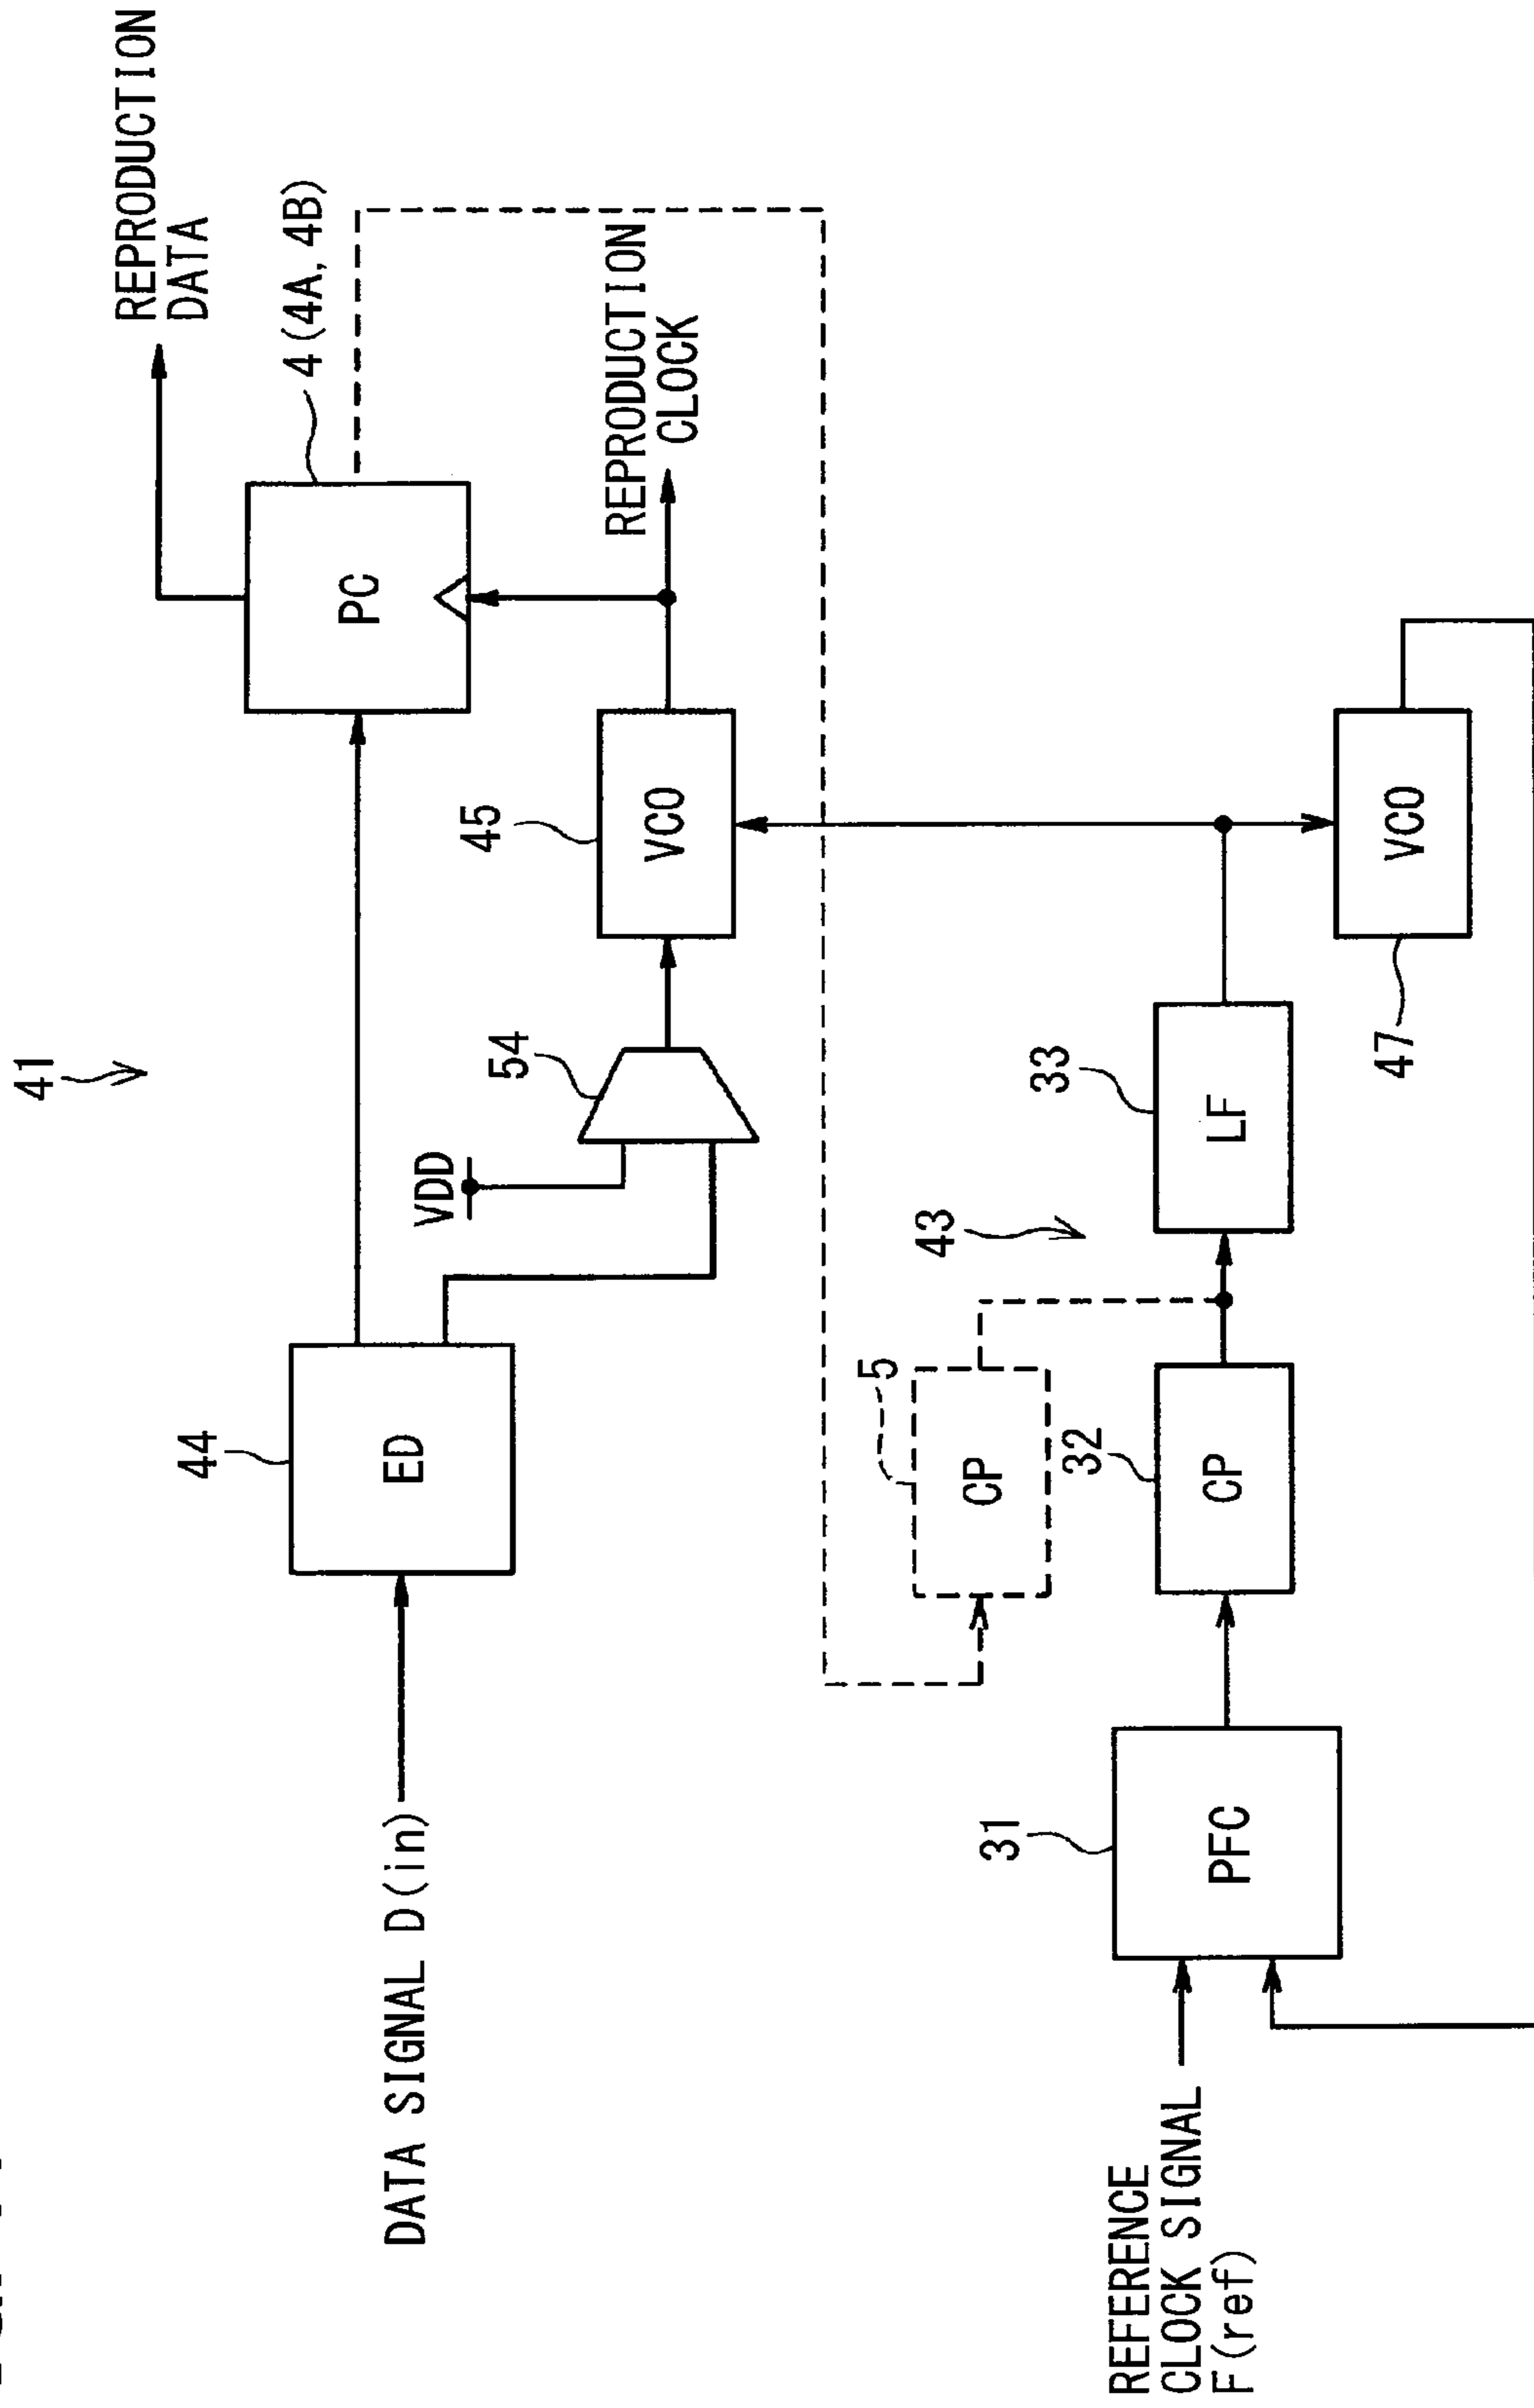 41
REPRODUCTION
DATA
4 (4A, 4B)
PC
44
ED
DATA SIGNAL D(in)
VDD
54
45
VCO
REPRODUCTION
CLOCK
43
5
CP
31
PFC
32
CP
33
LF
47
VCO
REFERENCE
CLOCK SIGNAL
F(ref)